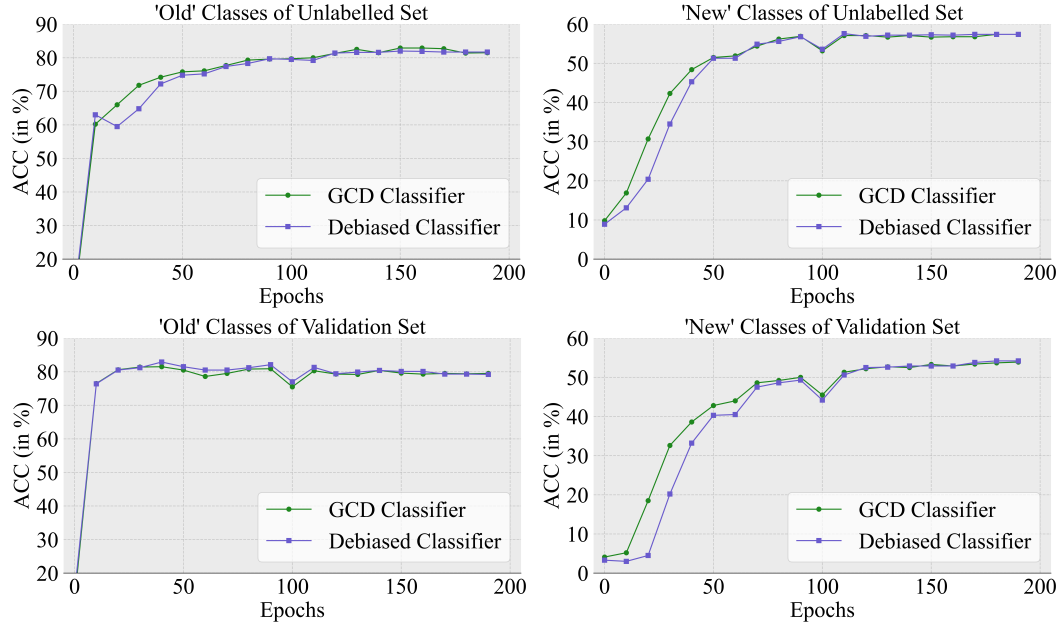 'Old' Classes of Unlabelled Set
90
80
70
60
50
40
30
20
ACC (in %)
GCD Classifier
Debiased Classifier
0 50 100 150 200
Epochs
'New' Classes of Unlabelled Set
60
50
40
30
20
10
0
ACC (in %)
GCD Classifier
Debiased Classifier
0 50 100 150 200
Epochs
'Old' Classes of Validation Set
90
80
70
60
50
40
30
20
ACC (in %)
GCD Classifier
Debiased Classifier
0 50 100 150 200
Epochs
'New' Classes of Validation Set
60
50
40
30
20
10
0
ACC (in %)
GCD Classifier
Debiased Classifier
0 50 100 150 200
Epochs